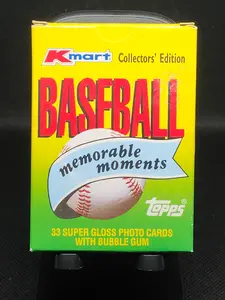 Kmart Collectors' Edition
BASEBALL
memorable
moments
topps®
33 SUPER GLOSS PHOTO CARDS
WITH BUBBLE GUM